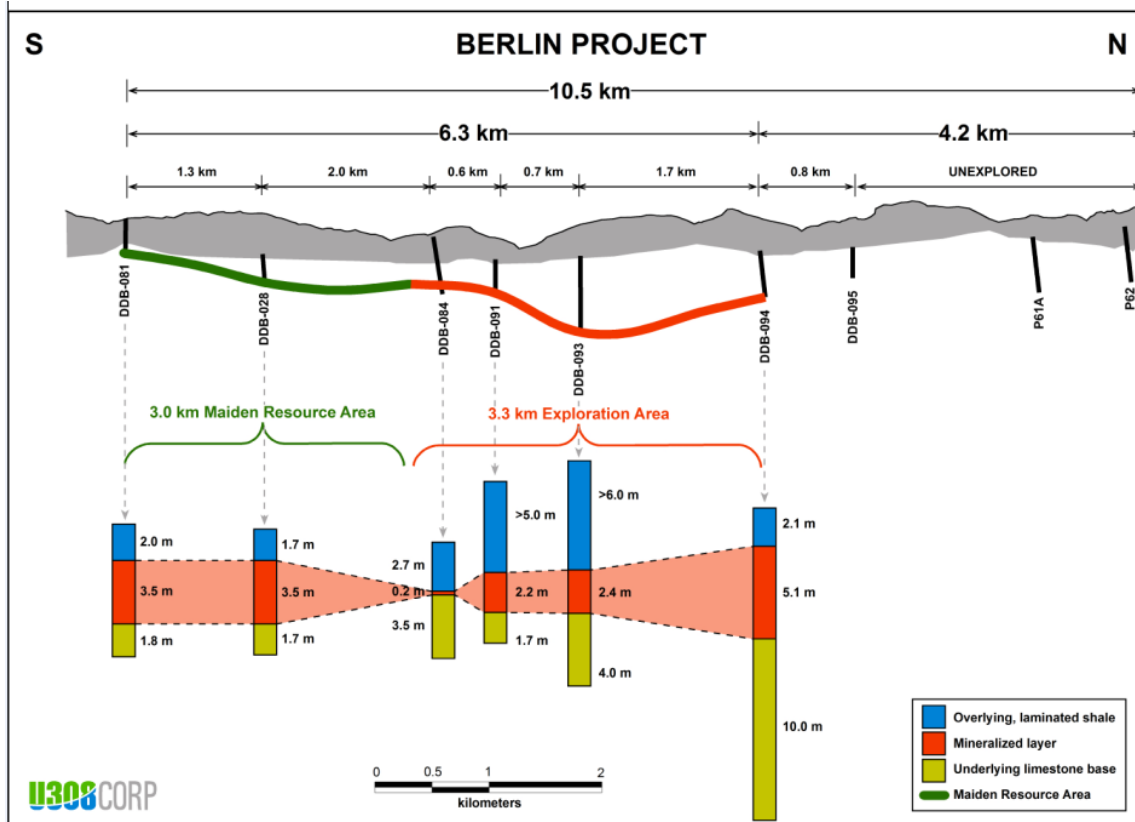 S
BERLIN PROJECT
N
10.5 km
6.3 km
4.2 km
1.3 km
2.0 km
0.6 km
0.7 km
1.7 km
0.8 km
UNEXPLORED
DDB-081
DDB-028
DDB-084
DDB-091
DDB-093
DDB-094
DDB-095
P61A
P62
3.0 km Maiden Resource Area
3.3 km Exploration Area
2.0 m
3.5 m
1.8 m
1.7 m
3.5 m
1.7 m
2.7 m
0.2 m
3.5 m
>5.0 m
2.2 m
1.7 m
>6.0 m
2.4 m
4.0 m
2.1 m
5.1 m
10.0 m
Overlying, laminated shale
Mineralized layer
Underlying limestone base
Maiden Resource Area
0 0.5 1 2
kilometers
U3O8CORP